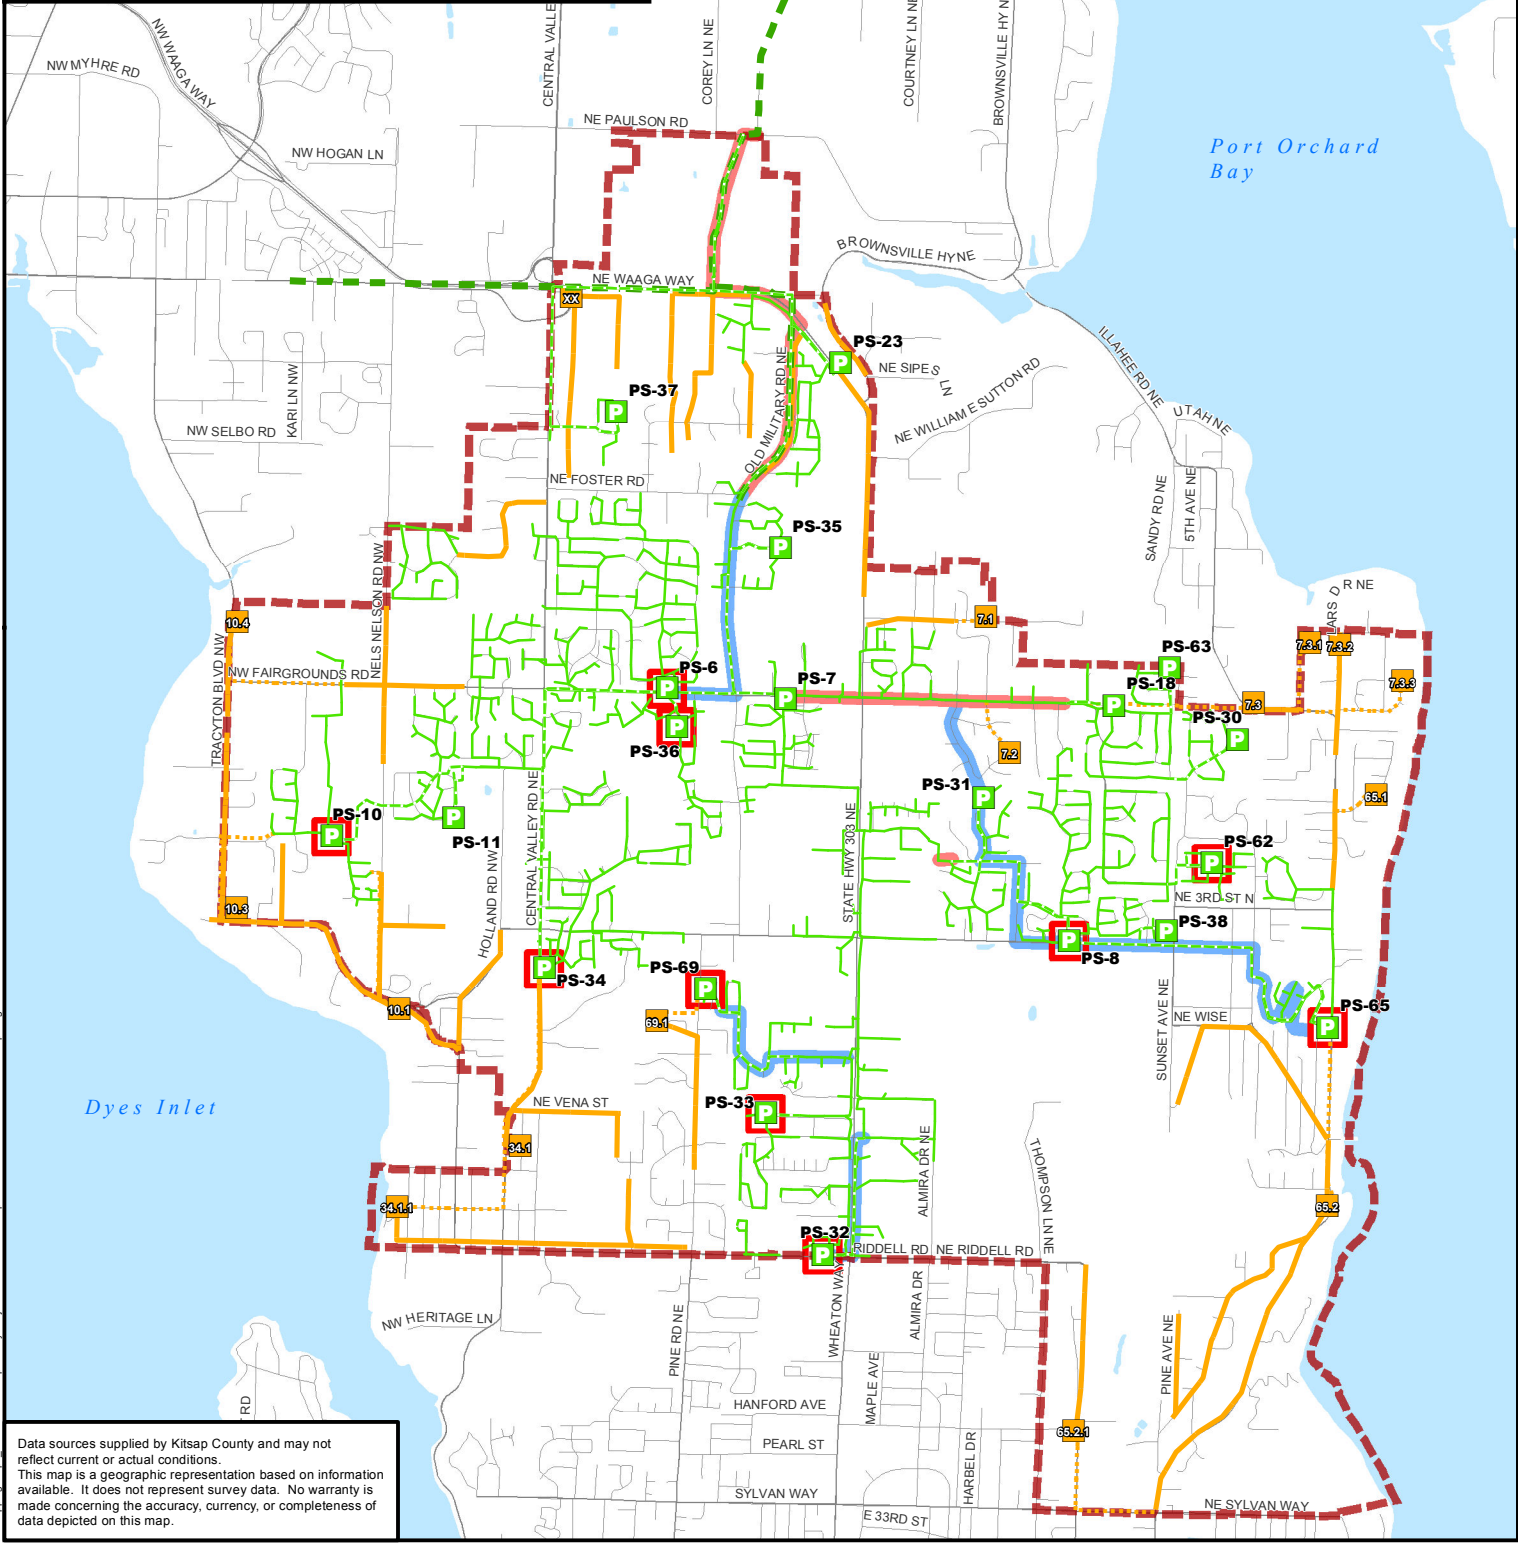 NW WAAGA WAY
NW MYHRE RD
CENTRAL VALLE
COREY LN NE
COURTNEY LN NE
BROWNSVILLE HY N
NE PAULSON RD
NW HOGAN LN
Port Orchard
Bay
BROWNSVILLE HY NE
NE WAAGA WAY
XX
ILLAHEE RD NE
PS-23
NE SIPES LN
KARI LN NW
PS-37
OLD MILITARY RD NE
NE WILLIAM E SUTTON RD
UTAH NE
NW SELBO RD
NE FOSTER RD
SANDY RD NE
5TH AVE NE
PS-35
NELS NELSON RD NW
LARS DR NE
10.4
7.1
7.3.1
7.3.2
TRACYTON BLVD NW
NW FAIRGROUNDS RD
PS-6
PS-7
PS-63
PS-18
7.3.3
7.3
PS-30
PS-36
7.2
PS-31
65.1
PS-10
PS-11
CENTRAL VALLEY RD NE
HOLLAND RD NW
STATE HWY 303 NE
PS-62
NE 3RD ST N
10.3
PS-38
PS-8
PS-34
PS-69
SUNSET AVE NE
PS-65
10.1
69.1
NE WISE
Dyes Inlet
NE VENA ST
PS-33
34.1
ALMIRA DR NE
THOMPSON LN NE
34.1.1
65.2
PS-32
RIDDELL RD
NE RIDDELL RD
NW HERITAGE LN
PINE RD NE
WHEATON WAY
ALMIRA DR
PINE AVE NE
MAPLE AVE
HANFORD AVE
RD
PEARL ST
HARBEL DR
65.2.1
SYLVAN WAY
NE SYLVAN WAY
E 33RD ST
Data sources supplied by Kitsap County and may not
reflect current or actual conditions.
This map is a geographic representation based on information
available. It does not represent survey data. No warranty is
made concerning the accuracy, currency, or completeness of
data depicted on this map.